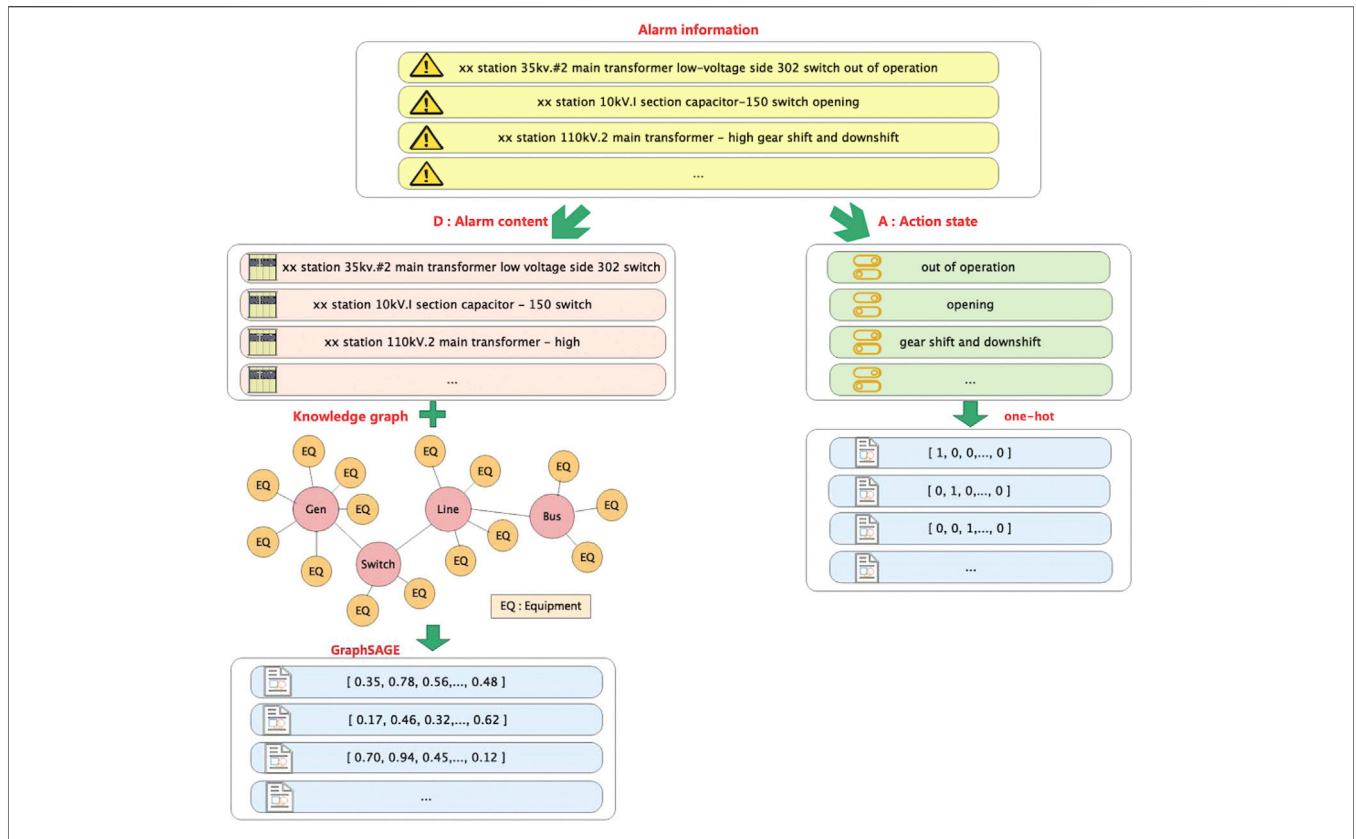 Alarm information
xx station 35kv.#2 main transformer low-voltage side 302 switch out of operation
xx station 10kV.I section capacitor-150 switch opening
xx station 110kV.2 main transformer - high gear shift and downshift
...
D : Alarm content
xx station 35kv.#2 main transformer low voltage side 302 switch
xx station 10kV.I section capacitor - 150 switch
xx station 110kV.2 main transformer - high
...
A : Action state
out of operation
opening
gear shift and downshift
...
Knowledge graph
EQ
EQ
EQ
EQ
EQ
EQ
EQ
Gen
Switch
EQ
EQ
Line
EQ
EQ
EQ
EQ
Bus
EQ
EQ
EQ
EQ : Equipment
one-hot
[ 1, 0, 0,..., 0 ]
[ 0, 1, 0,..., 0 ]
[ 0, 0, 1,..., 0 ]
...
GraphSAGE
[ 0.35, 0.78, 0.56,..., 0.48 ]
[ 0.17, 0.46, 0.32,..., 0.62 ]
[ 0.70, 0.94, 0.45,..., 0.12 ]
...